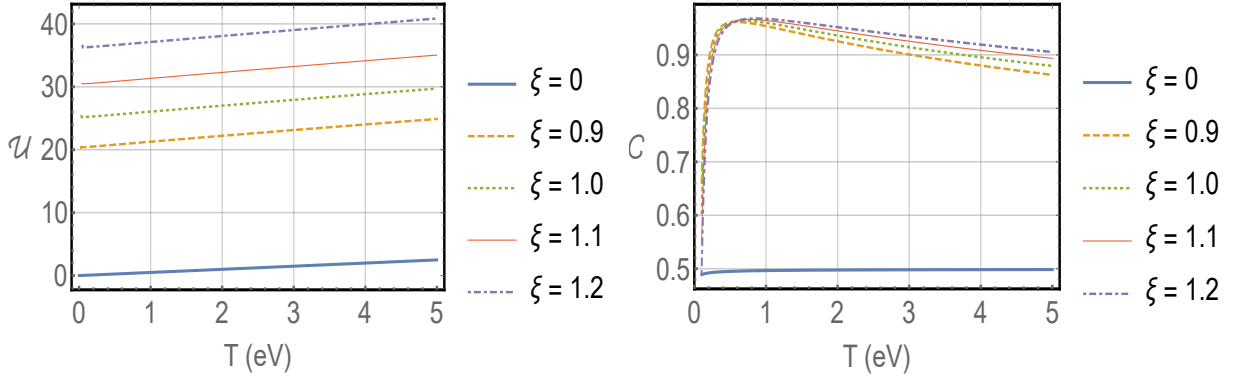 40
30
20
10
0
𝒰
0 1 2 3 4 5
T (eV)
ξ = 0
ξ = 0.9
ξ = 1.0
ξ = 1.1
ξ = 1.2
0.9
0.8
0.7
0.6
0.5
C
0 1 2 3 4 5
T (eV)
ξ = 0
ξ = 0.9
ξ = 1.0
ξ = 1.1
ξ = 1.2